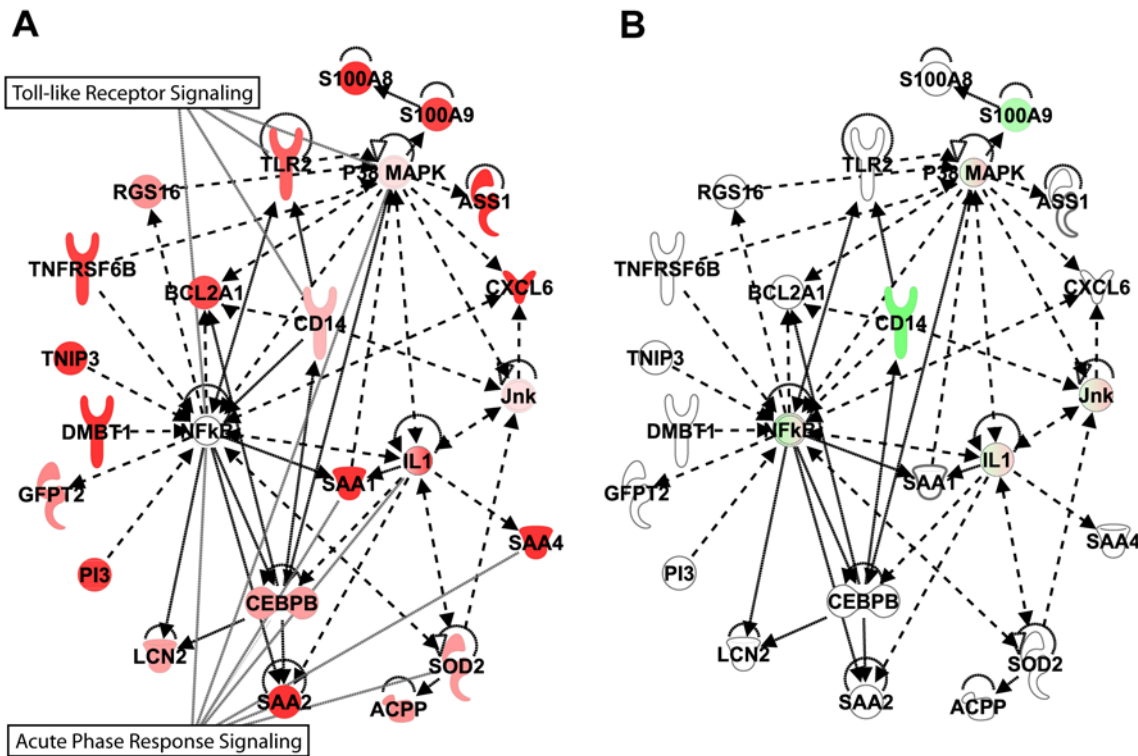 A
B
S100A8
Toll-like Receptor Signaling
S100A9
TLR2
P38 MAPK
RGS16
ASS1
TNFRSF6B
BCL2A1
CXCL6
CD14
TNIP3
Jnk
DMBT1
NFkB
IL1
GFPT2
SAA1
SAA4
PI3
CEBPB
LCN2
SOD2
SAA2
ACPP
Acute Phase Response Signaling
S100A8
S100A9
TLR2
P38 MAPK
RGS16
ASS1
TNFRSF6B
BCL2A1
CXCL6
CD14
TNIP3
Jnk
DMBT1
NFkB
IL1
GFPT2
SAA1
SAA4
PI3
CEBPB
LCN2
SOD2
SAA2
ACPP